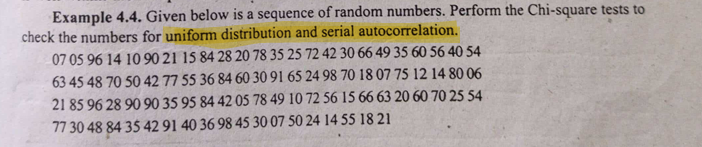 Example 4.4. Given below is a sequence of random numbers. Perform the Chi-square tests to
check the numbers for uniform distribution and serial autocorrelation.
07 05 96 14 10 90 21 15 84 28 20 78 35 25 72 42 30 66 49 35 60 56 40 54
63 45 48 70 50 42 77 55 36 84 60 30 91 65 24 98 70 18 07 75 12 14 80 06
21 85 96 28 90 90 35 95 84 42 05 78 49 10 72 56 15 66 63 20 60 70 25 54
77 30 48 84 35 42 91 40 36 98 45 30 07 50 24 14 55 18 21